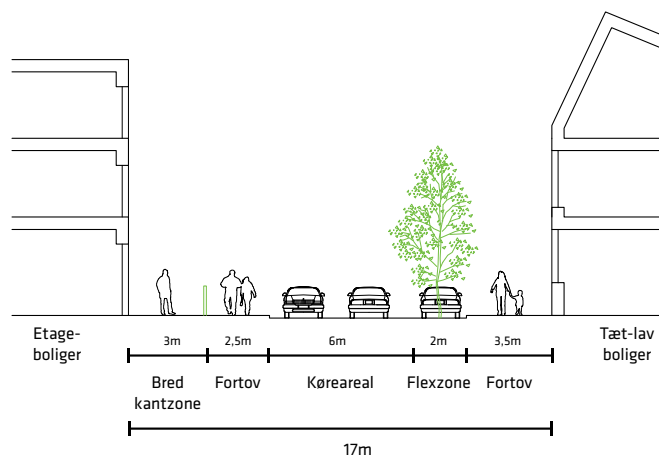 Etage-
boliger
3m
2,5m
6m
2m
3,5m
Tæt-lav
boliger
Bred
kantzone
Fortov
Køreareal
Flexzone
Fortov
17m